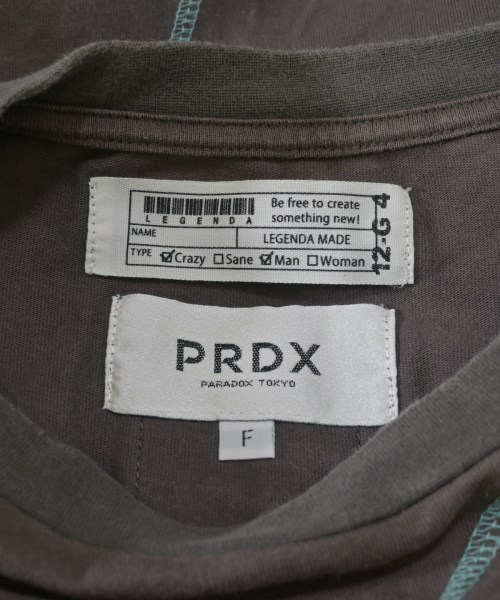 LEGENDA
Be free to create
something new!
NAME
LEGENDA MADE
TYPE ☑Crazy ☐Sane ☑Man ☐Woman
12-G 4
PRDX
PARADOX TOKYO
F